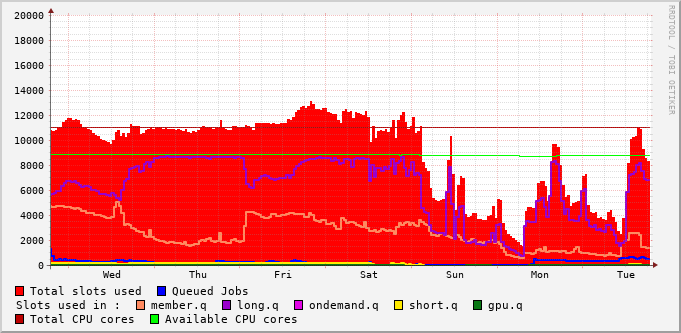 RRDTOOL / TOBI OETIKER
20000
18000
16000
14000
12000
10000
8000
6000
4000
2000
0
Wed Thu Fri Sat Sun Mon Tue
Total slots used Queued Jobs
Slots used in : member.q long.q ondemand.q short.q gpu.q
Total CPU cores Available CPU cores